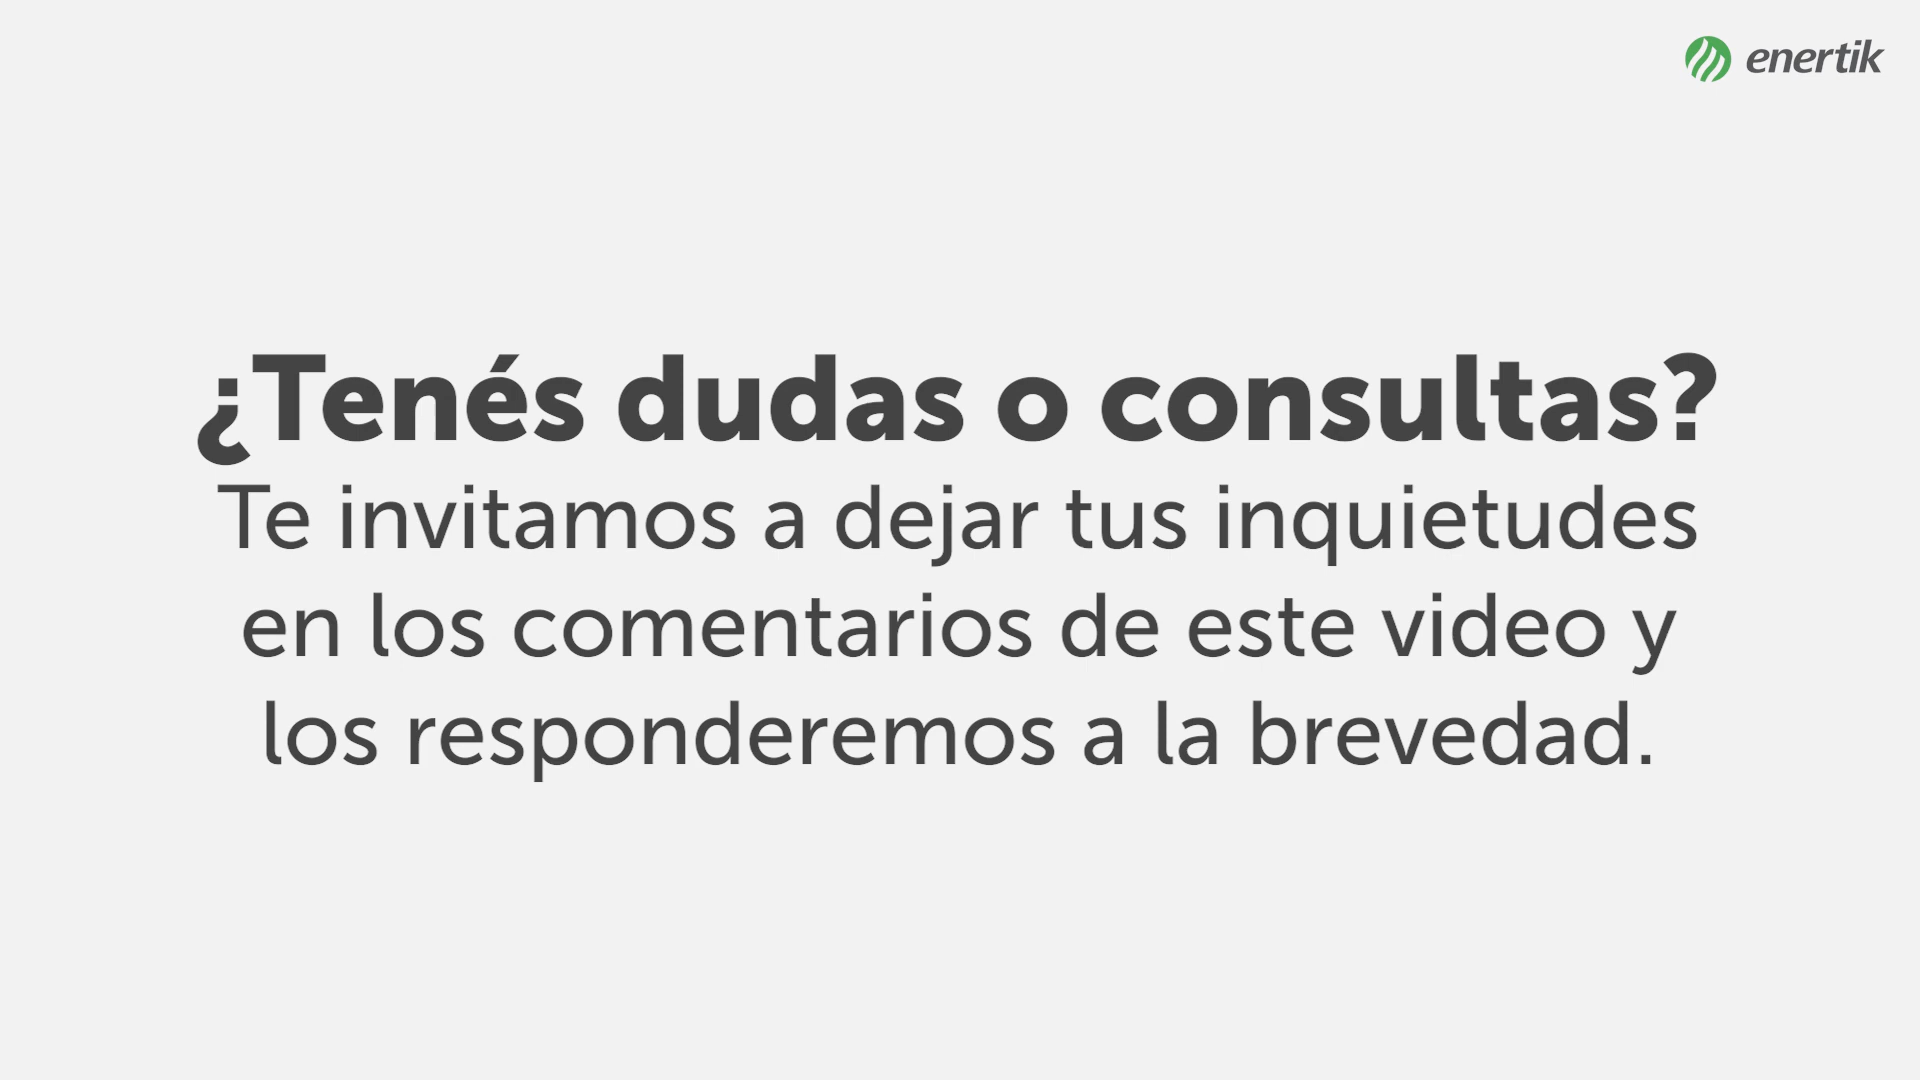 enertik
¿Tenés dudas o consultas?
Te invitamos a dejar tus inquietudes
en los comentarios de este video y
los responderemos a la brevedad.